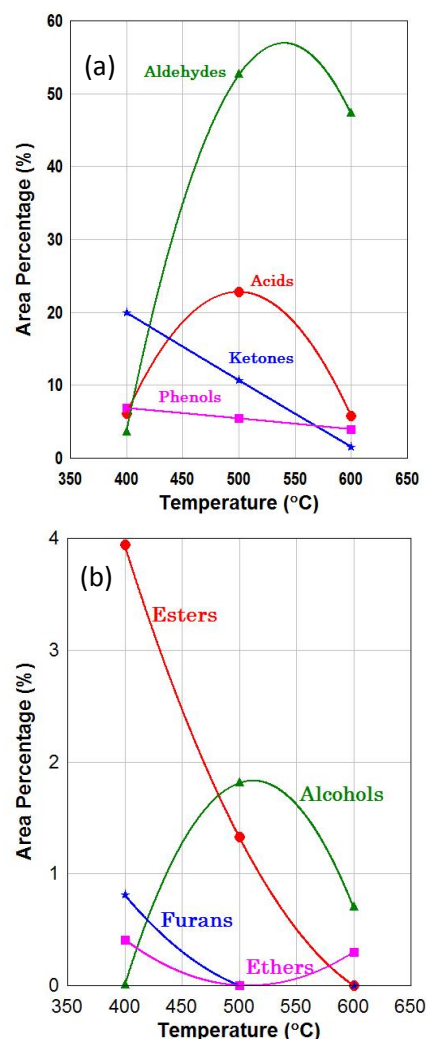 (a)
60
50
40
30
20
10
0
Area Percentage (%)
Aldehydes
Acids
Ketones
Phenols
350 400 450 500 550 600 650
Temperature (°C)
(b)
4
3
2
1
0
Area Percentage (%)
Esters
Alcohols
Furans
Ethers
350 400 450 500 550 600 650
Temperature (°C)